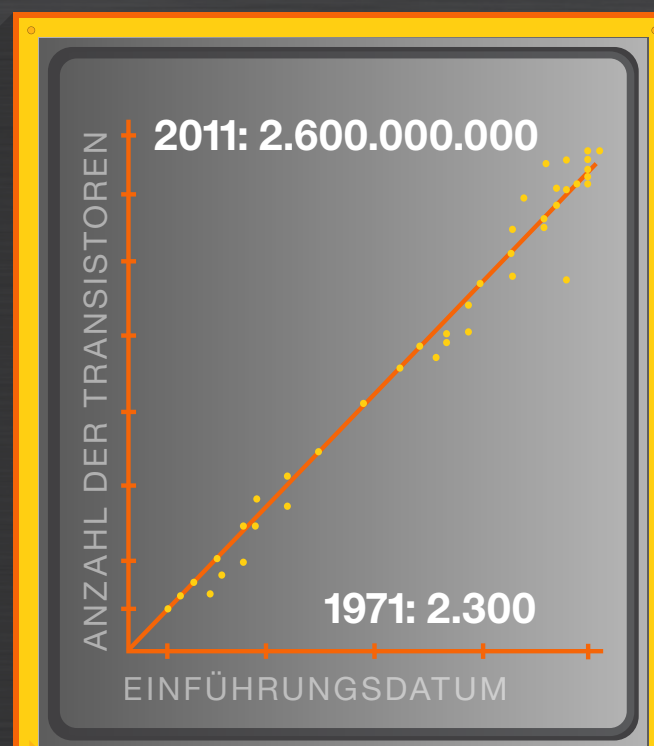 2011: 2.600.000.000
ANZAHL DER TRANSISTOREN
1971: 2.300
EINFÜHRUNGSDATUM